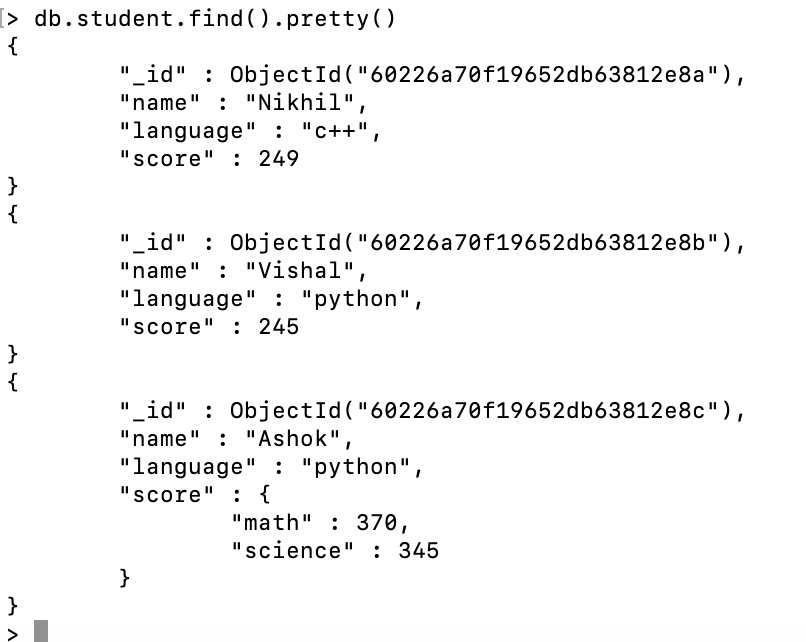 [> db.student.find().pretty()
{
        "_id" : ObjectId("60226a70f19652db63812e8a"),
        "name" : "Nikhil",
        "language" : "c++",
        "score" : 249
}
{
        "_id" : ObjectId("60226a70f19652db63812e8b"),
        "name" : "Vishal",
        "language" : "python",
        "score" : 245
}
{
        "_id" : ObjectId("60226a70f19652db63812e8c"),
        "name" : "Ashok",
        "language" : "python",
        "score" : {
                "math" : 370,
                "science" : 345
        }
}
>